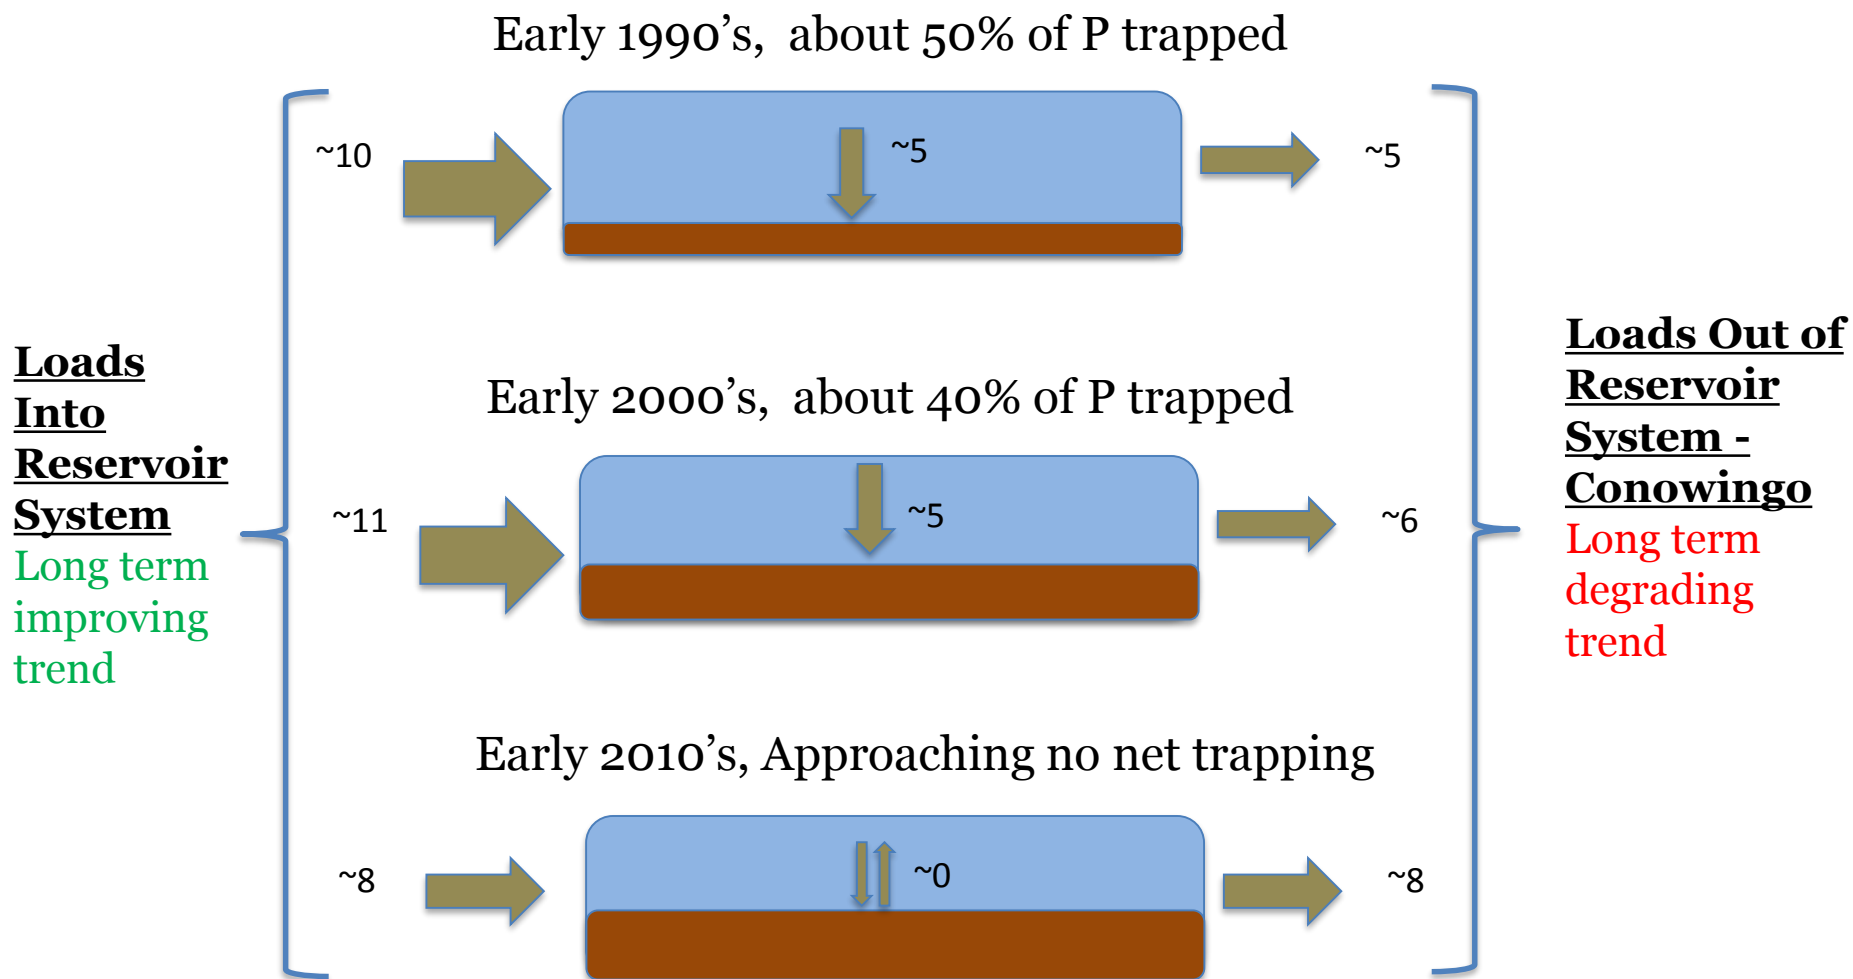 Early 1990’s,  about 50% of P trapped
~10
~5
~5
Early 2000’s,  about 40% of P trapped
~11
~5
~6
Early 2010’s, Approaching no net trapping
~8
~0
~8
Loads
Into
Reservoir
System
Long term
improving
trend
Loads Out of
Reservoir
System -
Conowingo
Long term
degrading
trend